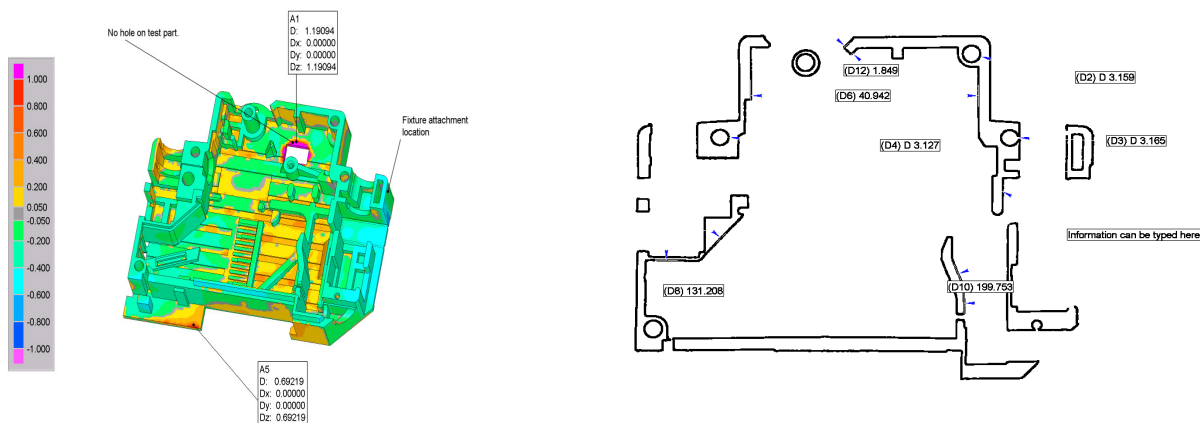 No hole on test part.
A1
D: 1.19094
Dx: 0.00000
Dy: 0.00000
Dz: 1.19094
Fixture attachment
location
1.000
0.800
0.600
0.400
0.200
0.050
-0.050
-0.200
-0.400
-0.600
-0.800
-1.000
A5
D: 0.69219
Dx: 0.00000
Dy: 0.00000
Dz: 0.69219
(D12) 1.849
(D6) 40.942
(D2) D 3.159
(D4) D 3.127
(D3) D 3.165
Information can be typed here
(D8) 131.208
(D10) 199.753